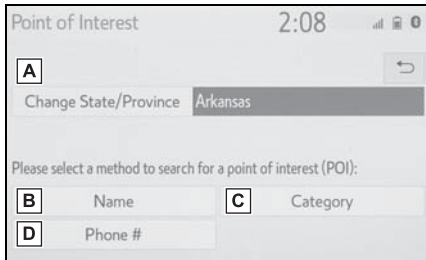 Point of Interest 2:08
A
Change State/Province Arkansas
Please select a method to search for a point of interest (POI):
B Name C Category
D Phone #